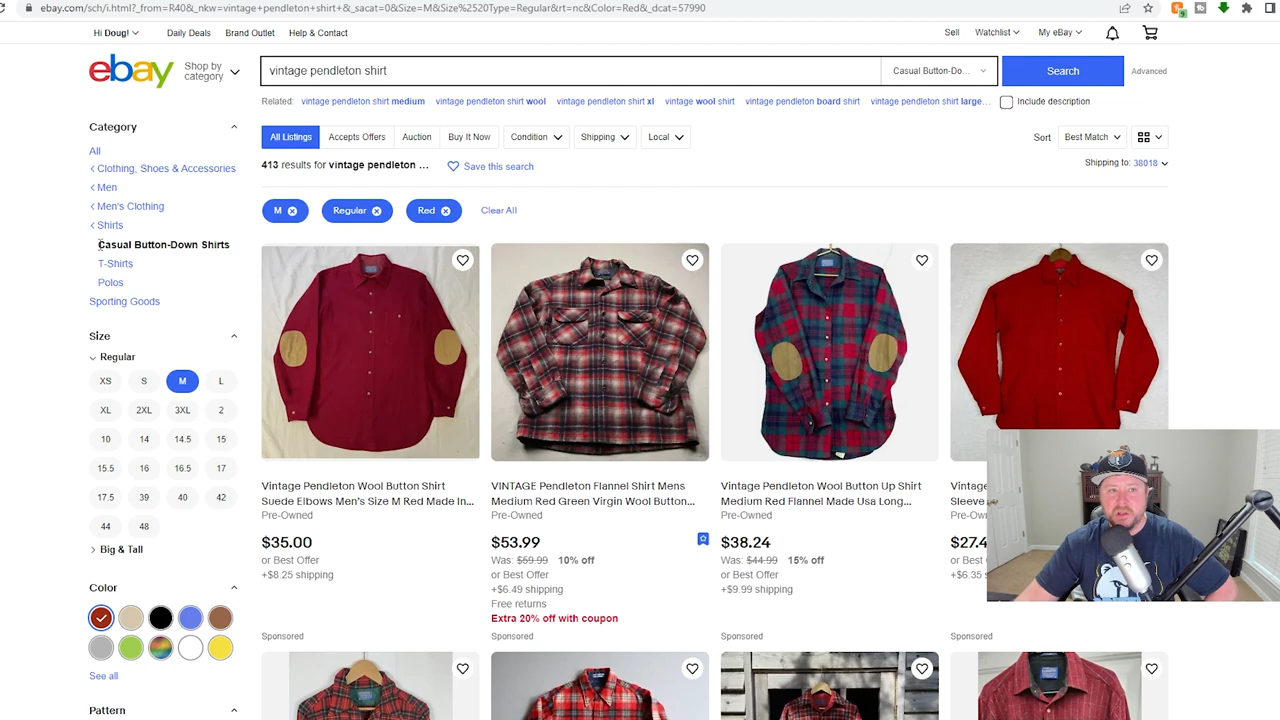 ebay.com/sch/i.html?_from=R40&_nkw=vintage+pendleton+shirt+&_sacat=0&Size=M&Size%2520Type=Regular&rt=nc&Color=Red&_dcat=57990
Hi Doug! Daily Deals Brand Outlet Help & Contact Sell Watchlist My eBay
ebay Shop by category vintage pendleton shirt Casual Button-Do... Search Advanced
Related: vintage pendleton shirt medium vintage pendleton shirt wool vintage pendleton shirt xl vintage wool shirt vintage pendleton board shirt vintage pendleton shirt large... Include description
Category
All
Clothing, Shoes & Accessories
Men
Men's Clothing
Shirts
Casual Button-Down Shirts
T-Shirts
Polos
Sporting Goods
Size
Regular
XS S M L
XL 2XL 3XL 2
10 14 14.5 15
15.5 16 16.5 17
17.5 39 40 42
44 48
Big & Tall
Color
See all
Pattern
All Listings Accepts Offers Auction Buy It Now Condition Shipping Local Sort Best Match
413 results for vintage pendleton ... Save this search Shipping to: 38018
M Regular Red Clear All
Vintage Pendleton Wool Button Shirt
Suede Elbows Men's Size M Red Made In...
Pre-Owned
$35.00
or Best Offer
+$8.25 shipping
Sponsored
VINTAGE Pendleton Flannel Shirt Mens
Medium Red Green Virgin Wool Button...
Pre-Owned
$53.99
Was: $59.99 10% off
or Best Offer
+$6.49 shipping
Free returns
Extra 20% off with coupon
Sponsored
Vintage Pendleton Wool Button Up Shirt
Medium Red Flannel Made Usa Long...
Pre-Owned
$38.24
Was: $44.99 15% off
or Best Offer
+$9.99 shipping
Sponsored
Vintage
Sleeve
Pre-Own
$27.4
or Best
+$6.35
Sponsored